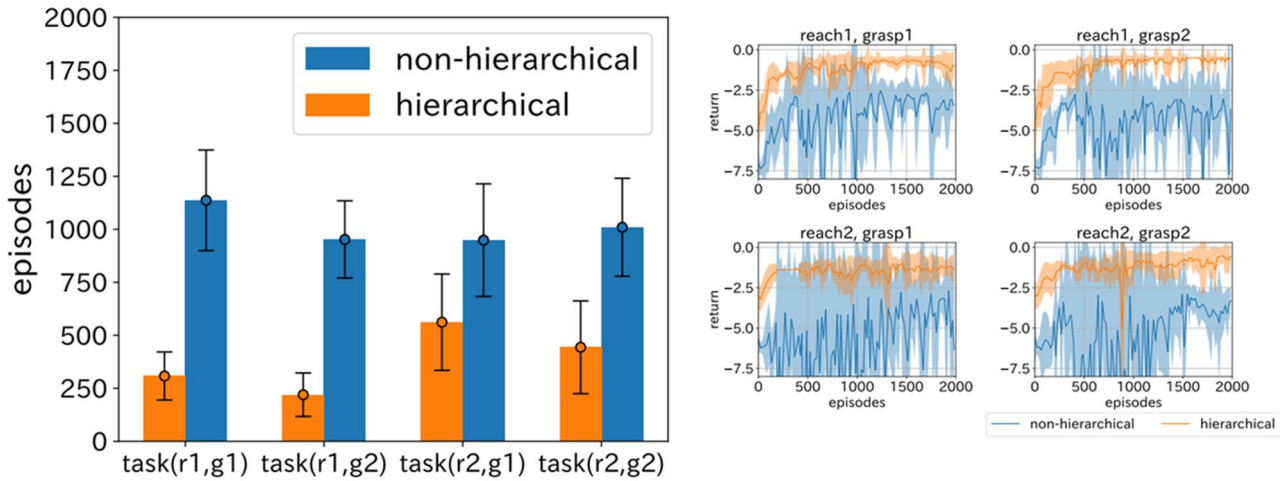 2000
1750
1500
1250
1000
750
500
250
0
episodes
non-hierarchical
hierarchical
task(r1,g1) task(r1,g2) task(r2,g1) task(r2,g2)
reach1, grasp1
0.0
−2.5
−5.0
−7.5
return
0 500 1000 1500 2000
episodes
reach1, grasp2
0.0
−2.5
−5.0
−7.5
0 500 1000 1500 2000
episodes
reach2, grasp1
0.0
−2.5
−5.0
−7.5
return
0 500 1000 1500 2000
episodes
reach2, grasp2
0.0
−2.5
−5.0
−7.5
0 500 1000 1500 2000
episodes
non-hierarchical hierarchical